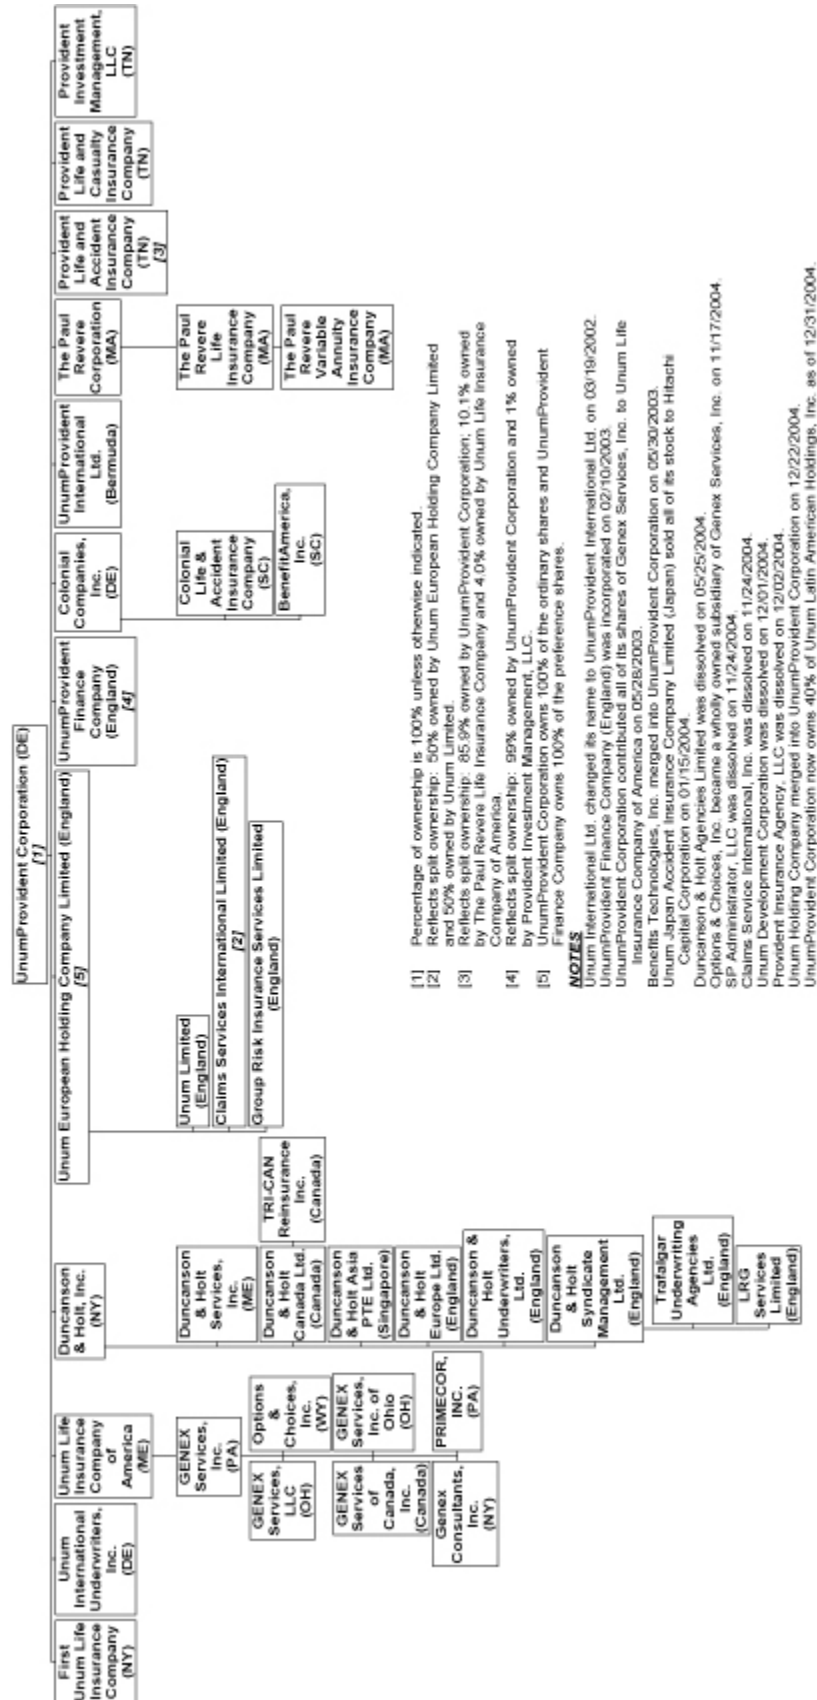 UnumProvident Corporation (DE)
[1]
First
Unum Life
Insurance
Company
(NY)
Unum
International
Underwriters,
Inc.
(DE)
Unum Life
Insurance
Company
of
America
(ME)
Duncanson
& Holt, Inc.
(NY)
Unum European Holding Company Limited (England)
[5]
UnumProvident
Finance
Company
(England)
[4]
Colonial
Companies,
Inc.
(DE)
UnumProvident
International
Ltd.
(Bermuda)
The Paul
Revere
Corporation
(MA)
Provident
Life and
Accident
Insurance
Company
(TN)
[3]
Provident
Life and
Casualty
Insurance
Company
(TN)
Provident
Investment
Management,
LLC
(TN)
GENEX
Services,
Inc.
(PA)
GENEX
Services,
LLC
(OH)
Options
&
Choices,
Inc.
(WY)
GENEX
Services
of
Canada,
Inc.
(Canada)
GENEX
Services,
Inc. of
Ohio
(OH)
Genex
Consultants,
Inc.
(NY)
PRIMECOR,
INC.
(PA)
Duncanson
& Holt
Services,
Inc.
(ME)
Duncanson
& Holt
Canada Ltd.
(Canada)
TRI-CAN
Reinsurance
Inc.
(Canada)
Duncanson
& Holt Asia
PTE Ltd.
(Singapore)
Duncanson
& Holt
Europe Ltd.
(England)
Duncanson &
Holt
Underwriters,
Ltd.
(England)
Duncanson
& Holt
Syndicate
Management
Ltd.
(England)
Trafalgar
Underwriting
Agencies
Ltd.
(England)
LRG
Services
Limited
(England)
Unum Limited
(England)
Claims Services International Limited (England)
[2]
Group Risk Insurance Services Limited
(England)
Colonial
Life &
Accident
Insurance
Company
(SC)
BenefitAmerica,
Inc.
(SC)
The Paul
Revere
Life
Insurance
Company
(MA)
The Paul
Revere
Variable
Annuity
Insurance
Company
(MA)
[1] Percentage of ownership is 100% unless otherwise indicated.
[2] Reflects split ownership: 50% owned by Unum European Holding Company Limited
and 50% owned by Unum Limited.
[3] Reflects split ownership: 85.9% owned by UnumProvident Corporation; 10.1% owned
by The Paul Revere Life Insurance Company and 4.0% owned by Unum Life Insurance
Company of America.
[4] Reflects split ownership: 99% owned by UnumProvident Corporation and 1% owned
by Provident Investment Management, LLC.
[5] UnumProvident Corporation owns 100% of the ordinary shares and UnumProvident
Finance Company owns 100% of the preference shares.
NOTES
Unum International Ltd. changed its name to UnumProvident International Ltd. on 03/19/2002.
UnumProvident Finance Company (England) was incorporated on 02/10/2003.
UnumProvident Corporation contributed all of its shares of Genex Services, Inc. to Unum Life
Insurance Company of America on 05/28/2003.
Benefits Technologies, Inc. merged into UnumProvident Corporation on 05/30/2003.
Unum Japan Accident Insurance Company Limited (Japan) sold all of its stock to Hitachi
Capital Corporation on 01/15/2004.
Duncanson & Holt Agencies Limited was dissolved on 05/25/2004.
Options & Choices, Inc. became a wholly owned subsidiary of Genex Services, Inc. on 11/17/2004.
SP Administrator, LLC was dissolved on 11/24/2004.
Claims Service International, Inc. was dissolved on 11/24/2004.
Unum Development Corporation was dissolved on 12/01/2004.
Provident Insurance Agency, LLC was dissolved on 12/02/2004.
Unum Holding Company merged into UnumProvident Corporation on 12/22/2004.
UnumProvident Corporation now owns 40% of Unum Latin American Holdings, Inc. as of 12/31/2004.